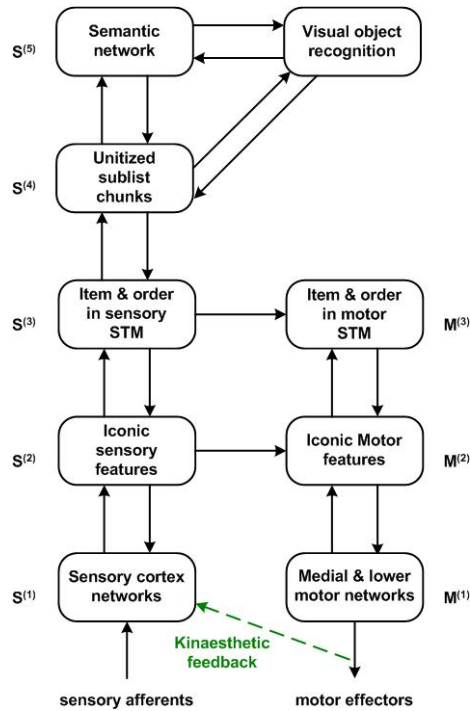 S(5)
Semantic
network
Visual object
recognition
S(4)
Unitized
sublist
chunks
S(3)
Item & order
in sensory
STM
Item & order
in motor
STM
M(3)
S(2)
Iconic
sensory
features
Iconic Motor
features
M(2)
S(1)
Sensory cortex
networks
Medial & lower
motor networks
M(1)
Kinaesthetic
feedback
sensory afferents
motor effectors